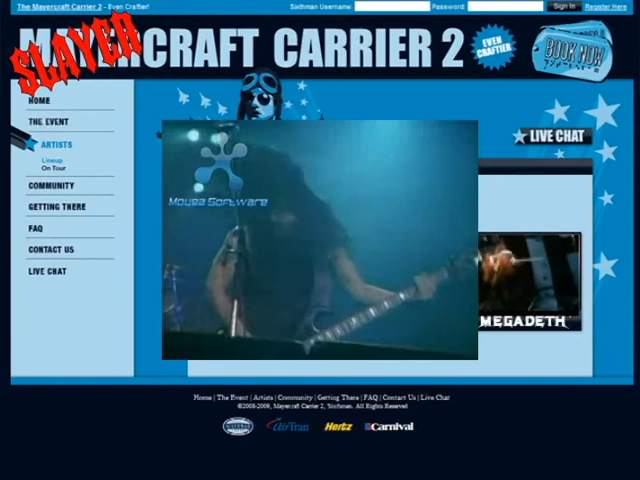 The Mayercraft Carrier 2 - Even Craftier!
Sixthman Username: Password: Sign In Register Here
MAYERCRAFT CARRIER 2
SLAYER
EVEN CRAFTIER
BOOK NOW
HOME
THE EVENT
ARTISTS
Lineup
On Tour
COMMUNITY
GETTING THERE
FAQ
CONTACT US
LIVE CHAT
LIVE CHAT
Moyea Software
MEGADETH
Home | The Event | Artists | Community | Getting There | FAQ | Contact Us | Live Chat
©2008-2009, Mayercraft Carrier 2, Sixthman. All Rights Reserved
AirTran
Hertz
Carnival